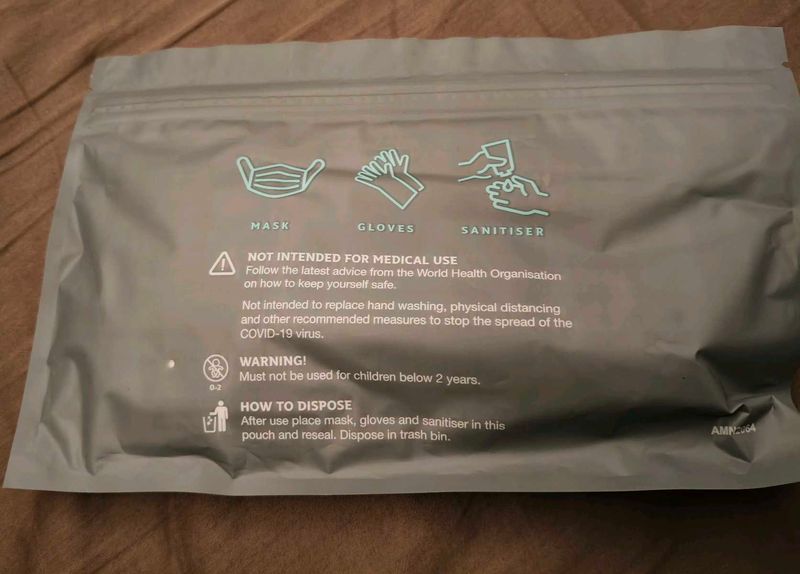 MASK GLOVES SANITISER
NOT INTENDED FOR MEDICAL USE
Follow the latest advice from the World Health Organisation
on how to keep yourself safe.
Not intended to replace hand washing, physical distancing
and other recommended measures to stop the spread of the
COVID-19 virus.
WARNING!
Must not be used for children below 2 years.
0-2
HOW TO DISPOSE
After use place mask, gloves and sanitiser in this
pouch and reseal. Dispose in trash bin.